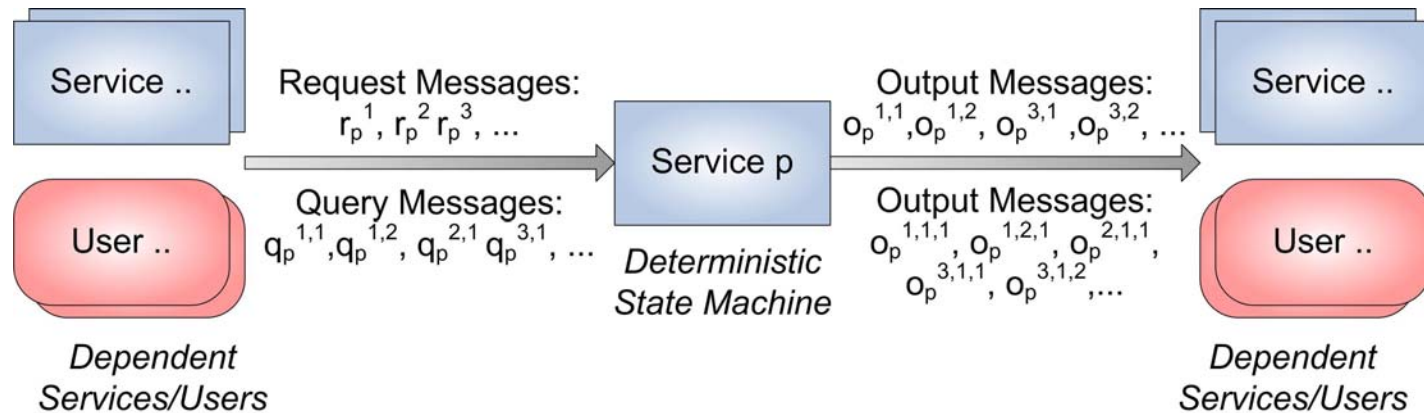 Service ..
User ..
Dependent
Services/Users
Request Messages:
r_p^1, r_p^2 r_p^3, ...
Query Messages:
q_p^{1,1},q_p^{1,2}, q_p^{2,1} q_p^{3,1}, ...
Service p
Deterministic
State Machine
Output Messages:
o_p^{1,1},o_p^{1,2}, o_p^{3,1} ,o_p^{3,2}, ...
Output Messages:
o_p^{1,1,1}, o_p^{1,2,1}, o_p^{2,1,1},
o_p^{3,1,1}, o_p^{3,1,2},...
Service ..
User ..
Dependent
Services/Users